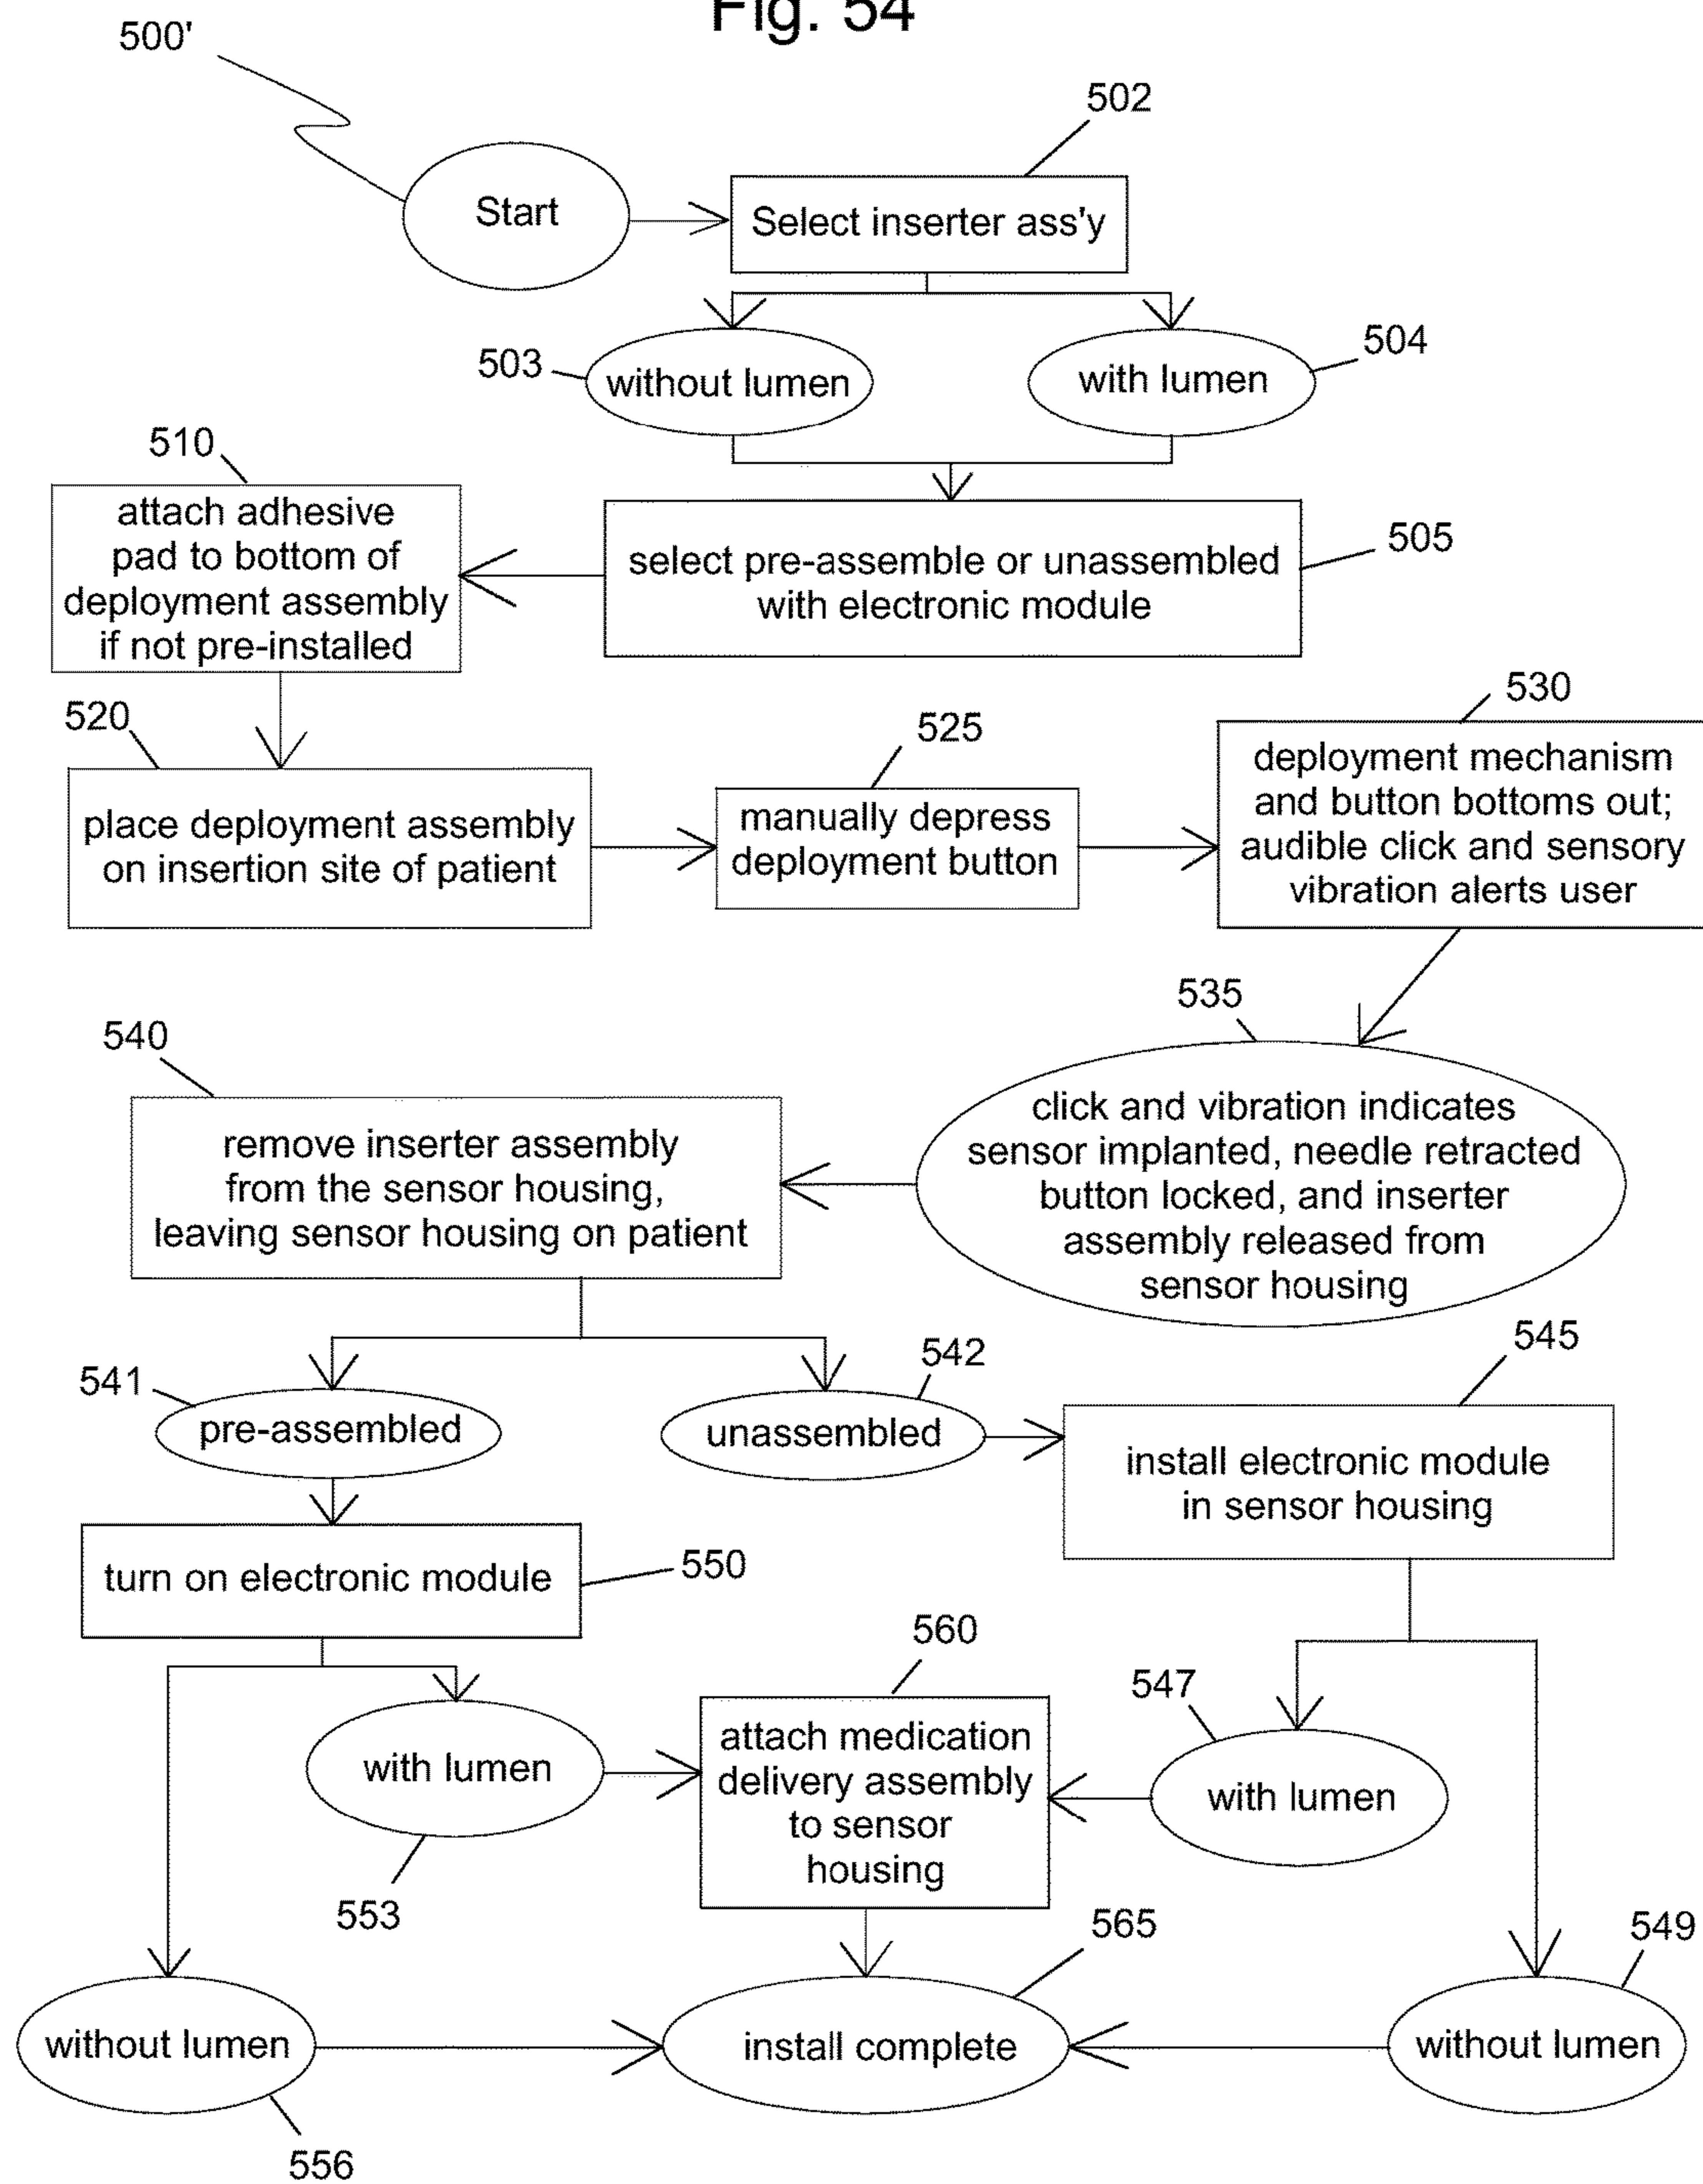 Fig. 54
500'
502
Start
Select inserter ass'y
503
without lumen
504
with lumen
510
attach adhesive
pad to bottom of
deployment assembly
if not pre-installed
505
select pre-assemble or unassembled
with electronic module
520
place deployment assembly
on insertion site of patient
525
manually depress
deployment button
530
deployment mechanism
and button bottoms out;
audible click and sensory
vibration alerts user
535
click and vibration indicates
sensor implanted, needle retracted
button locked, and inserter
assembly released from
sensor housing
540
remove inserter assembly
from the sensor housing,
leaving sensor housing on patient
541
pre-assembled
542
unassembled
545
install electronic module
in sensor housing
turn on electronic module
550
560
attach medication
delivery assembly
to sensor
housing
with lumen
553
547
with lumen
565
install complete
549
without lumen
without lumen
556